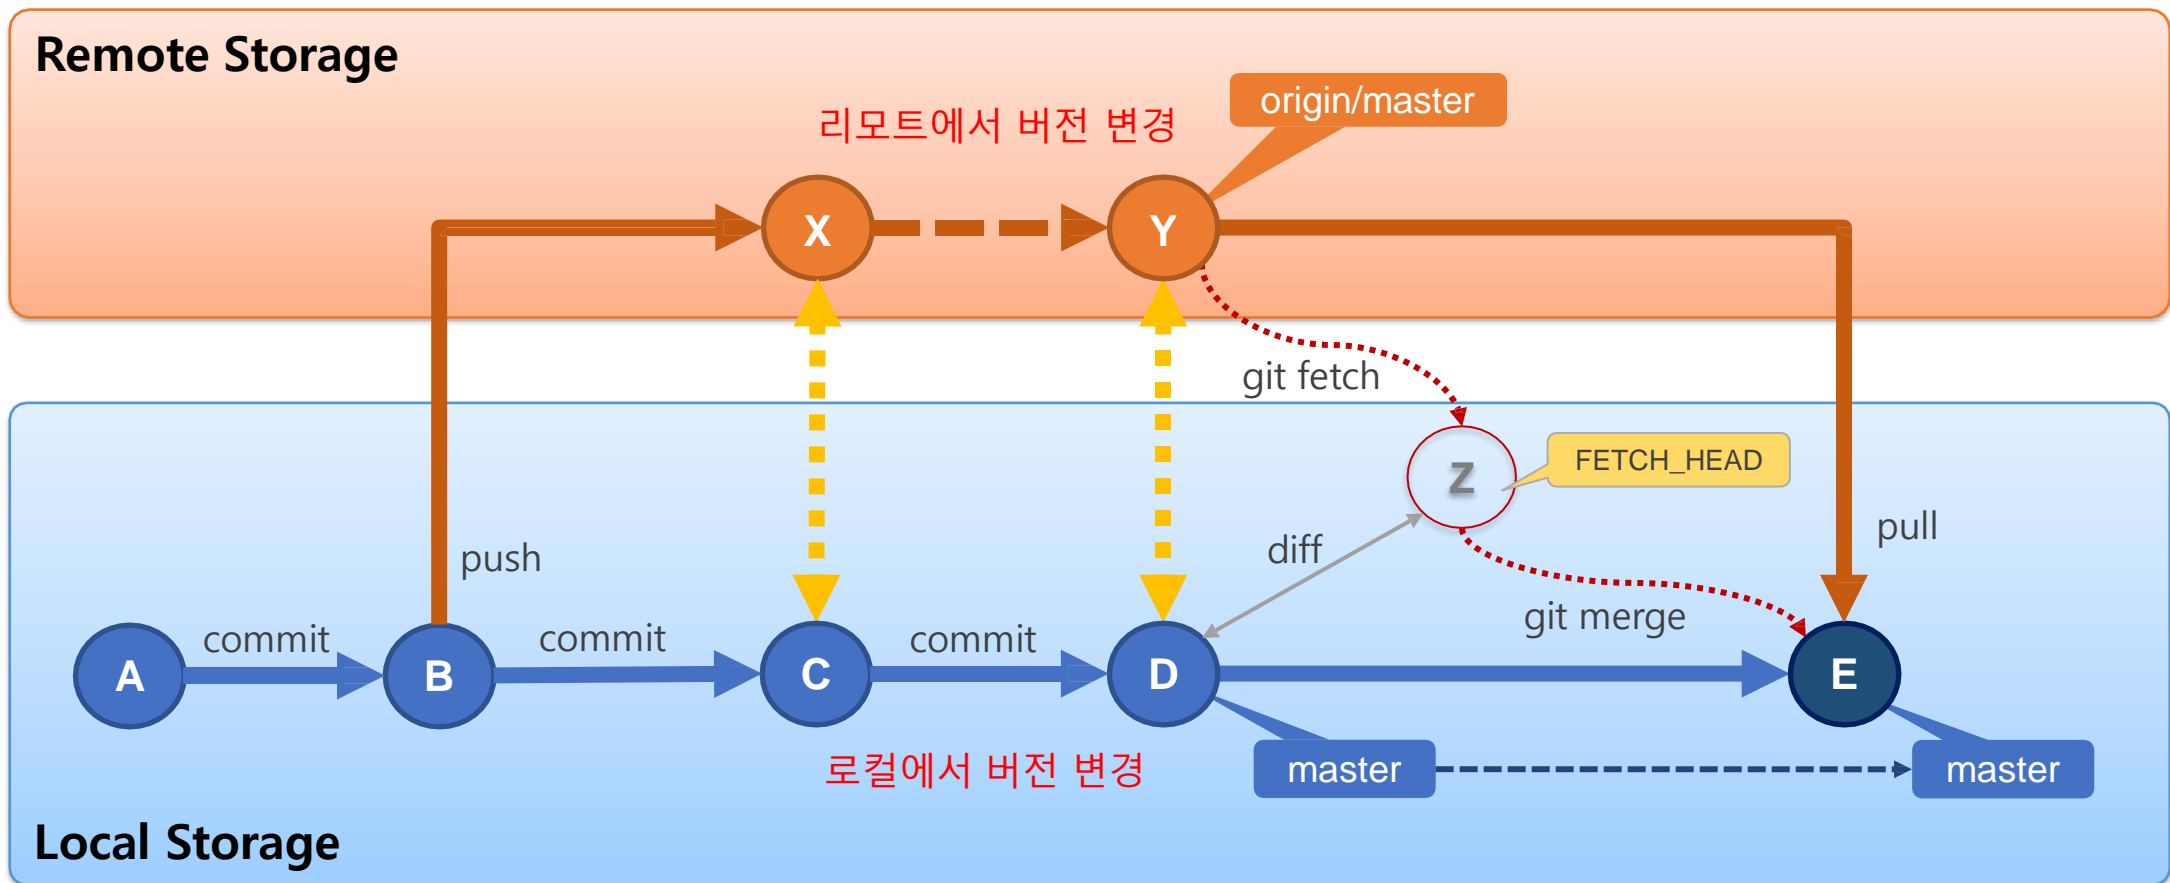 Remote Storage
origin/master
리모트에서 버전 변경
X
Y
git fetch
Z
FETCH_HEAD
push
diff
pull
git merge
commit
commit
commit
A
B
C
D
E
로컬에서 버전 변경
master
master
Local Storage